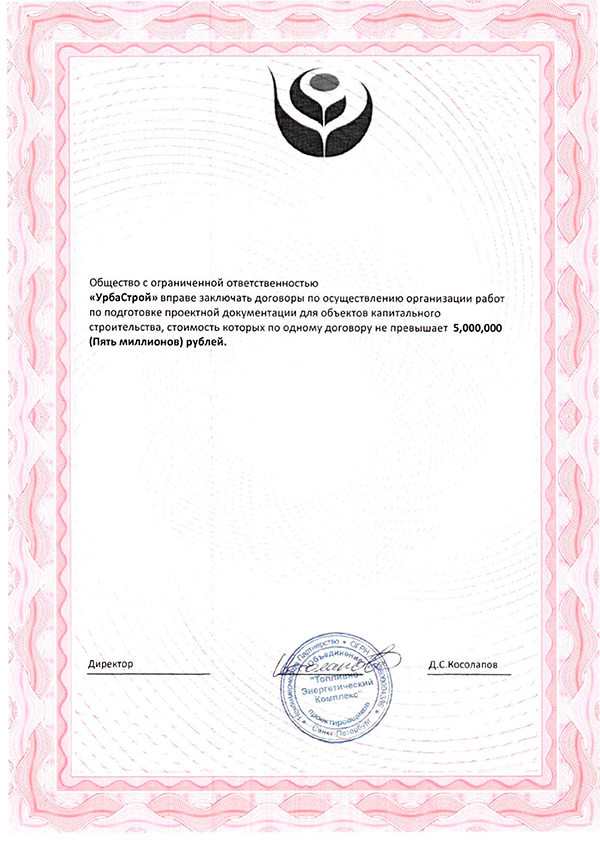 Общество с ограниченной ответственностью
«УрбаСтрой» вправе заключать договоры по осуществлению организации работ
по подготовке проектной документации для объектов капитального
строительства, стоимость которых по одному договору не превышает 5,000,000
(Пять миллионов) рублей.
Директор
Д.С.Косолапов
Некоммерческое Партнерство • ОГРН
Объединение
"Топливно-
Энергетический
Комплекс"
проектировщиков
Санкт-Петербург